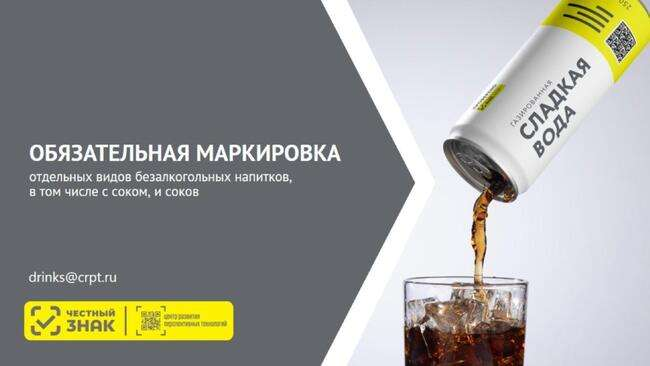 ОБЯЗАТЕЛЬНАЯ МАРКИРОВКА
отдельных видов безалкогольных напитков,
в том числе с соком, и соков
drinks@crpt.ru
ЧЕСТНЫЙ
ЗНАК
центр развития
перспективных технологий
ГАЗИРОВАННАЯ
СЛАДКАЯ
ВОДА